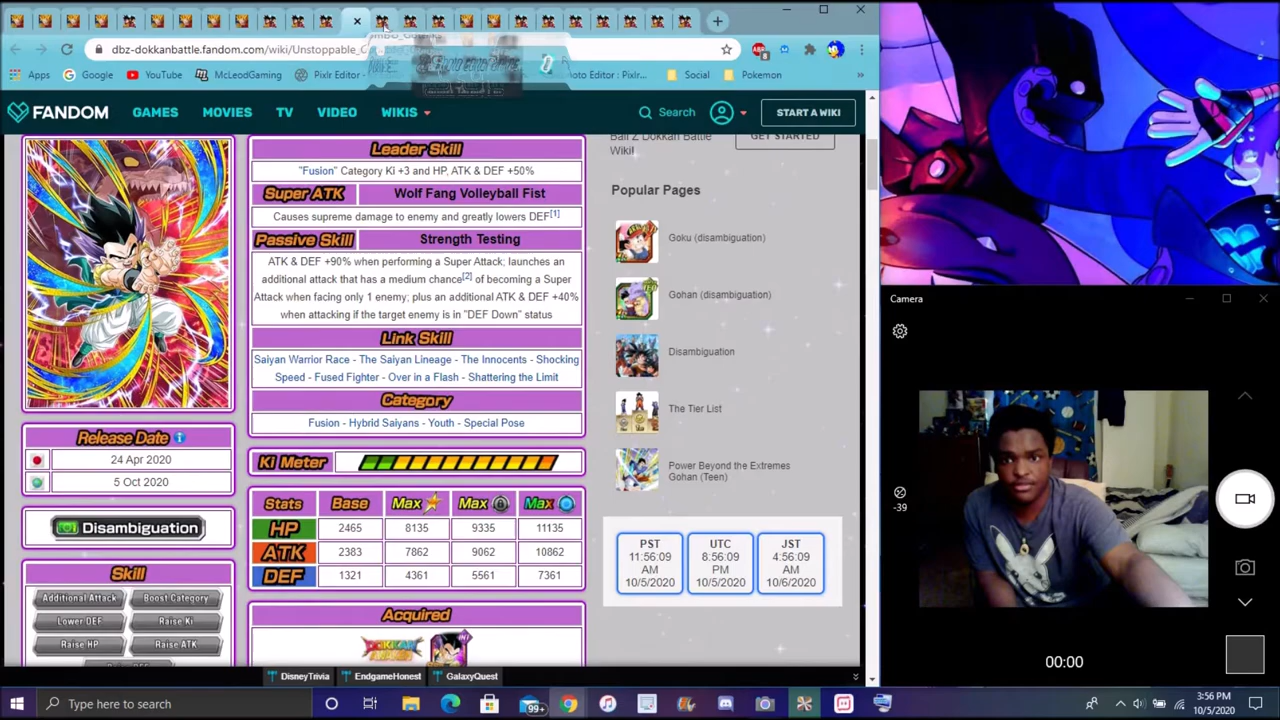 dbz-dokkanbattle.fandom.com/wiki/Unstoppable_
8
Apps Google YouTube McLeodGaming Pixlr Editor - Photo Editor : Pixlr... Social Pokemon »
FANDOM GAMES MOVIES TV VIDEO WIKIS Search START A WIKI
Ball Z Dokkan Battle
Wiki!
GET STARTED
Leader Skill
"Fusion" Category Ki +3 and HP, ATK & DEF +50%
Super ATK Wolf Fang Volleyball Fist
Causes supreme damage to enemy and greatly lowers DEF[1]
Passive Skill Strength Testing
ATK & DEF +90% when performing a Super Attack; launches an
additional attack that has a medium chance[2] of becoming a Super
Attack when facing only 1 enemy; plus an additional ATK & DEF +40%
when attacking if the target enemy is in "DEF Down" status
Link Skill
Saiyan Warrior Race - The Saiyan Lineage - The Innocents - Shocking
Speed - Fused Fighter - Over in a Flash - Shattering the Limit
Category
Fusion - Hybrid Saiyans - Youth - Special Pose
Ki Meter
Stats Base Max Max Max
HP 2465 8135 9335 11135
ATK 2383 7862 9062 10862
DEF 1321 4361 5561 7361
Acquired
Release Date
24 Apr 2020
5 Oct 2020
Disambiguation
Skill
Additional Attack Boost Category
Lower DEF Raise Ki
Raise HP Raise ATK
Popular Pages
Goku (disambiguation)
Gohan (disambiguation)
Disambiguation
The Tier List
Power Beyond the Extremes
Gohan (Teen)
PST UTC JST
11:56:09 8:56:09 4:56:09
AM PM AM
10/5/2020 10/5/2020 10/6/2020
DisneyTrivia EndgameHonest GalaxyQuest
Camera
-39
00:00
Type here to search
99+
3:56 PM
10/5/2020